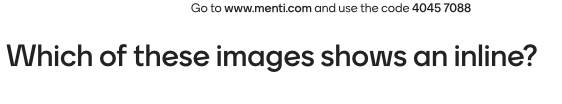 Go to www.menti.com and use the code 4045 7088
Which of these images shows an inline?